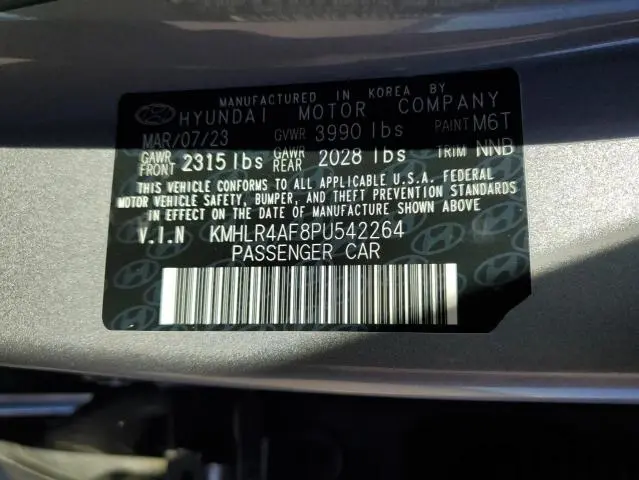 MANUFACTURED IN KOREA BY
HYUNDAI MOTOR COMPANY
MAR/07/23 GVWR 3990 lbs PAINT M6T
GAWR FRONT 2315 lbs GAWR REAR 2028 lbs TRIM NNB
THIS VEHICLE CONFORMS TO ALL APPLICABLE U.S.A. FEDERAL
MOTOR VEHICLE SAFETY, BUMPER, AND THEFT PREVENTION STANDARDS
IN EFFECT ON THE DATE OF MANUFACTURE SHOWN ABOVE
V.I.N KMHLR4AF8PU542264
PASSENGER CAR